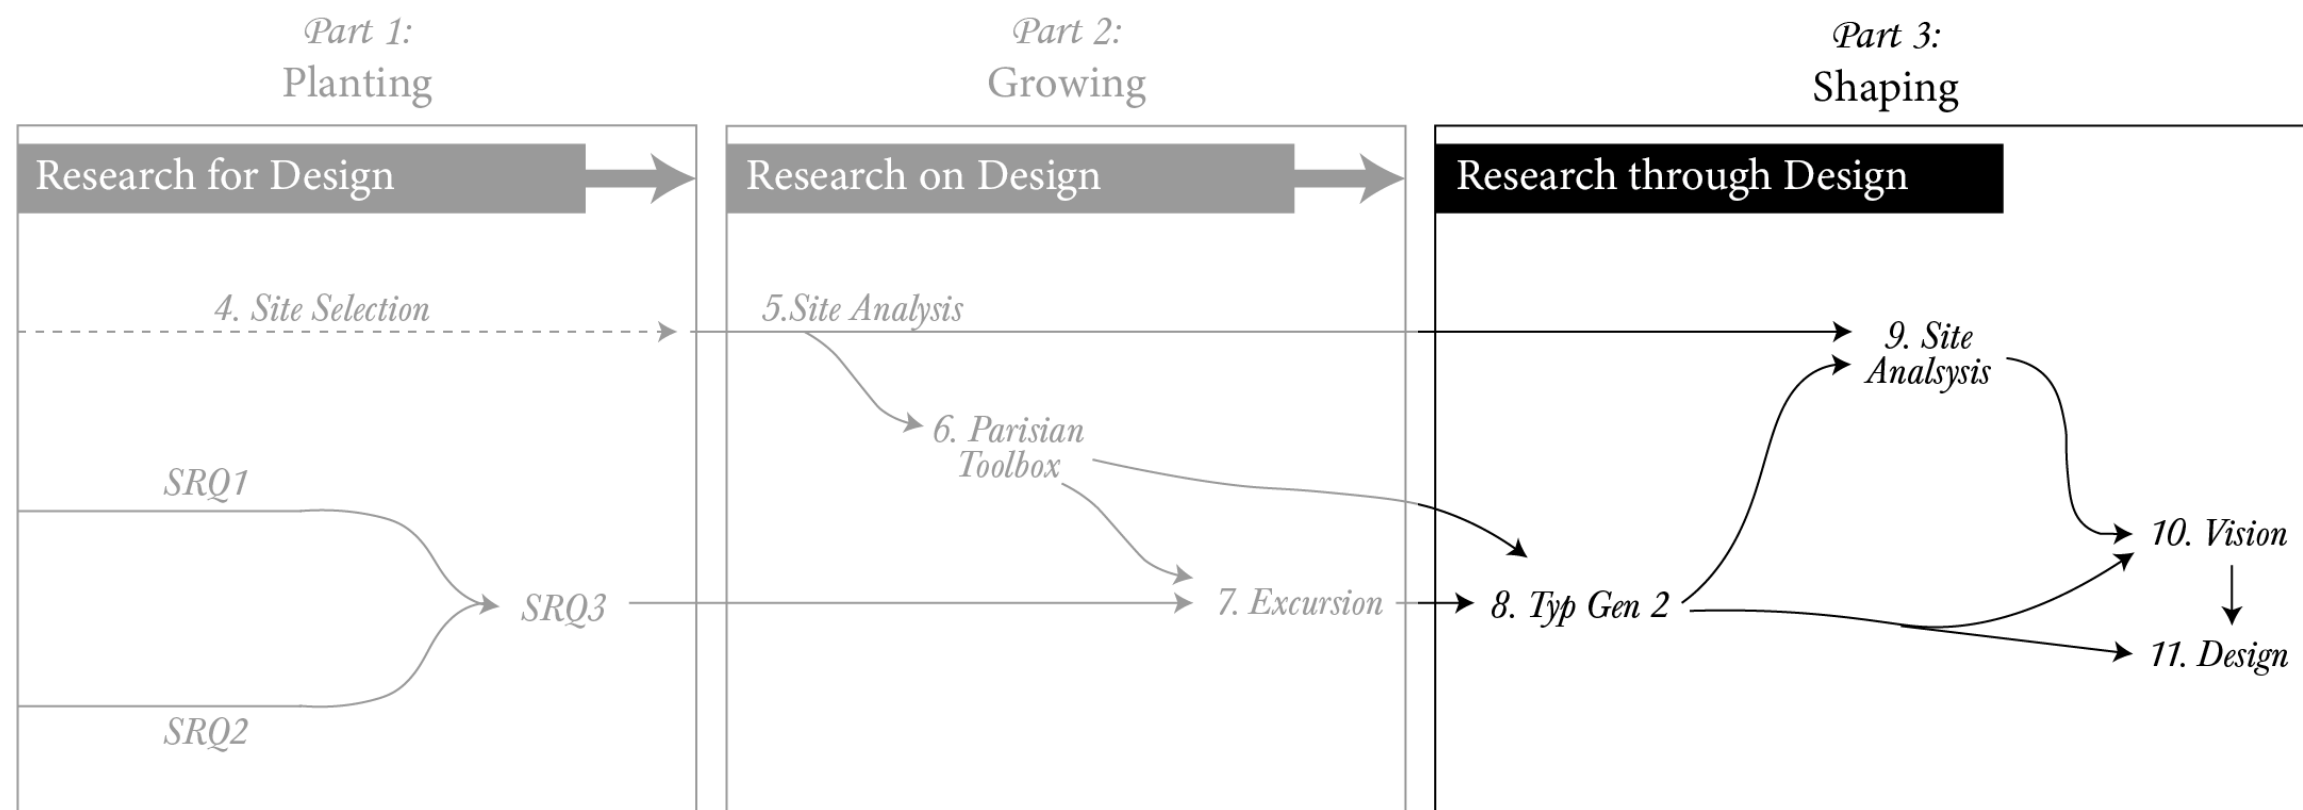 Part 1:
Planting
Part 2:
Growing
Part 3:
Shaping
Research for Design
Research on Design
Research through Design
4. Site Selection
5.Site Analysis
9. Site
Analsysis
6. Parisian
Toolbox
SRQ1
10. Vision
SRQ3
7. Excursion
8. Typ Gen 2
11. Design
SRQ2